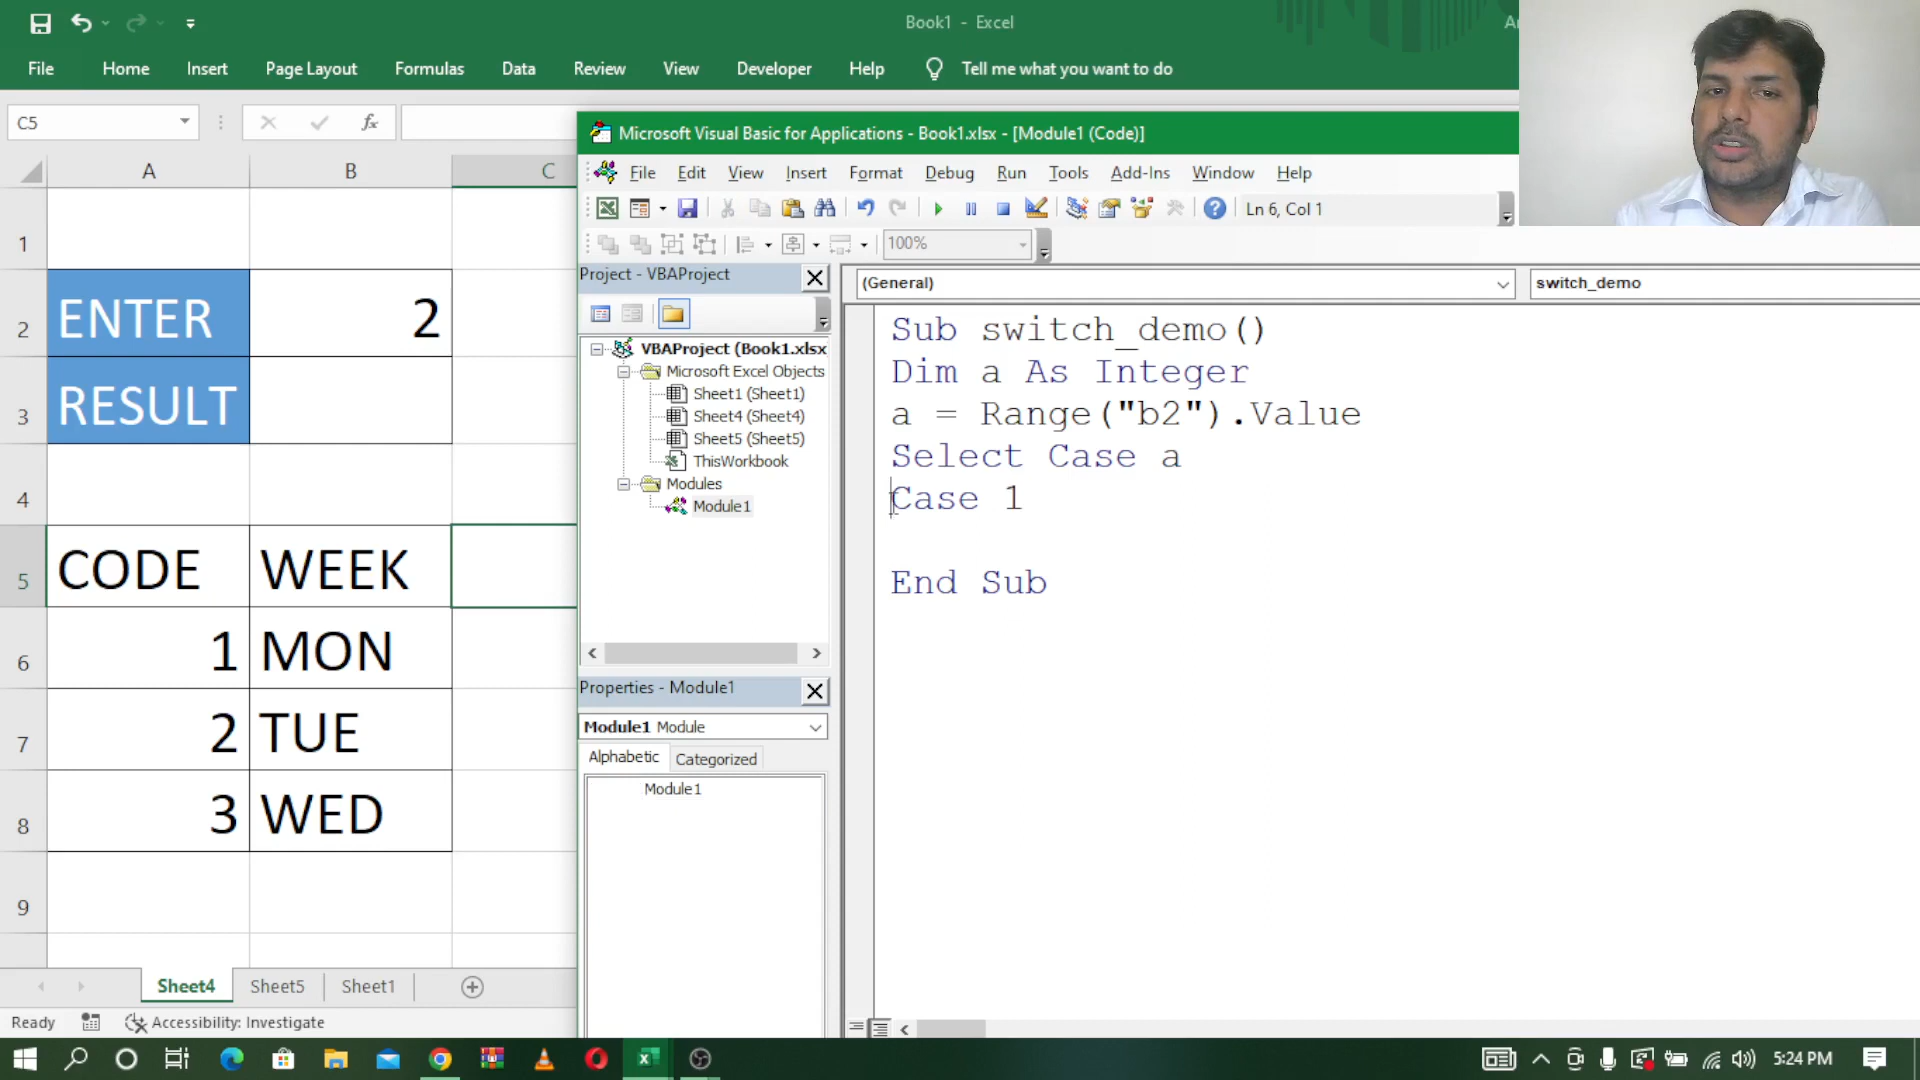 Book1 - Excel
File Home Insert Page Layout Formulas Data Review View Developer Help Tell me what you want to do
C5
fx
Microsoft Visual Basic for Applications - Book1.xlsx - [Module1 (Code)]
File Edit View Insert Format Debug Run Tools Add-Ins Window Help
Ln 6, Col 1
100%
Project - VBAProject
VBAProject (Book1.xlsx
Microsoft Excel Objects
Sheet1 (Sheet1)
Sheet4 (Sheet4)
Sheet5 (Sheet5)
ThisWorkbook
Modules
Module1
Properties - Module1
Module1 Module
Alphabetic Categorized
Module1
(General) switch_demo
Sub switch_demo()
Dim a As Integer
a = Range("b2").Value
Select Case a
Case 1
End Sub
A B C
1
2 ENTER 2
3 RESULT
4
5 CODE WEEK
6 1 MON
7 2 TUE
8 3 WED
9
Sheet4 Sheet5 Sheet1
Ready Accessibility: Investigate
5:24 PM